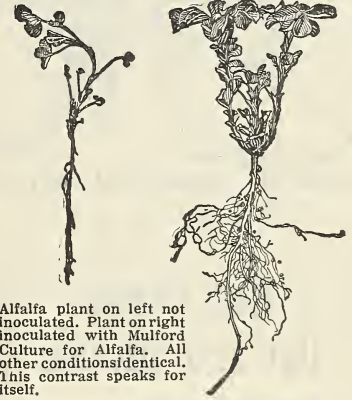 Alfalfa plant on left not
inoculated. Plant on right
inoculated with Mulford
Culture for Alfalfa. All
other conditions identical.
This contrast speaks for
itself.